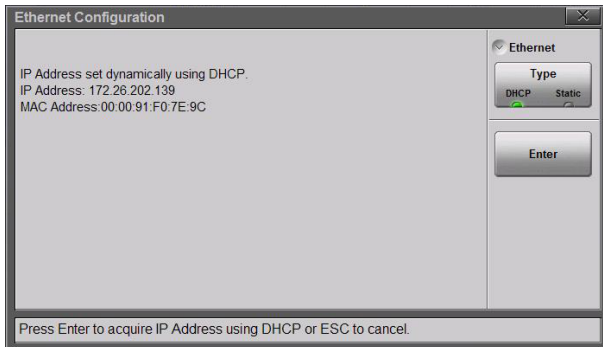 Ethernet Configuration
Ethernet
IP Address set dynamically using DHCP.
IP Address: 172.26.202.139
MAC Address:00:00:91:F0:7E:9C
Type
DHCP Static
Enter
Press Enter to acquire IP Address using DHCP or ESC to cancel.